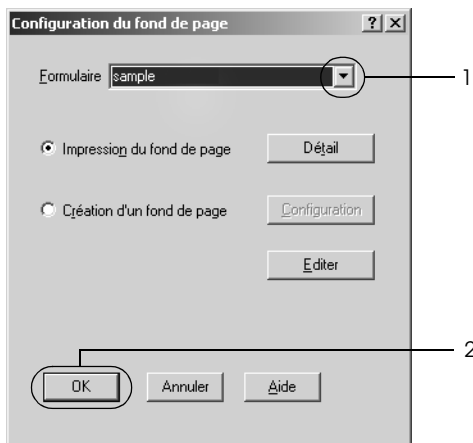 Configuration du fond de page
Formulaire sample
1
Impression du fond de page Détail
Création d'un fond de page Configuration
Editer
2
OK Annuler Aide